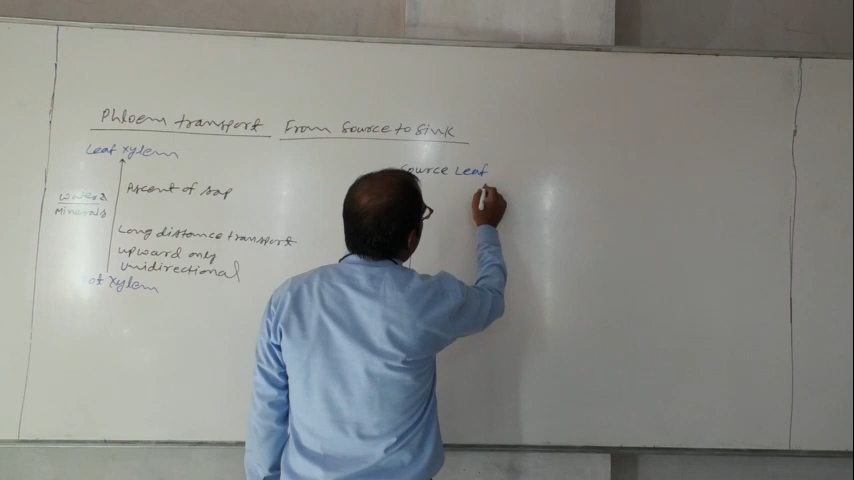 Phloem transport From Source to Sink
Leaf xylem
Source Leaf
Ascent of sap
Water &
Minerals
Long distance transport
upward only
unidirectional
ot xylem